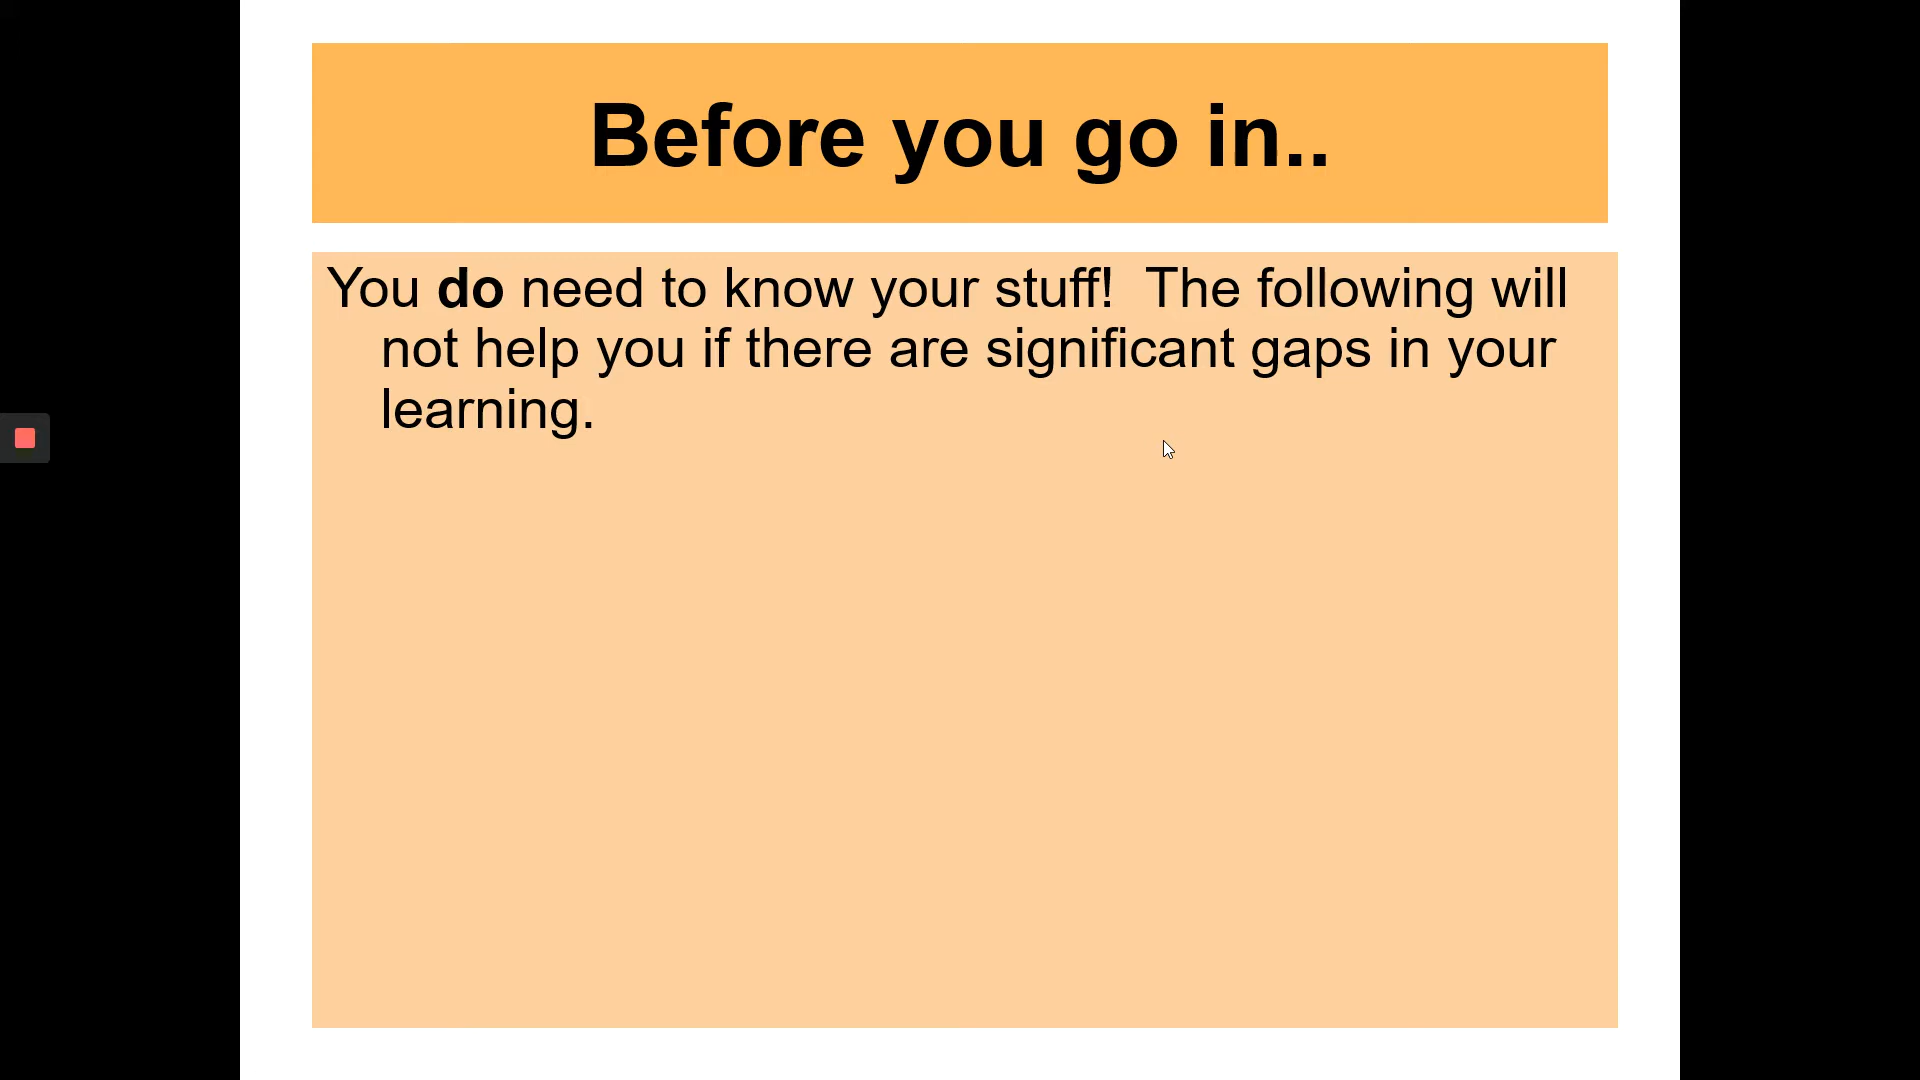 Before you go in..
You do need to know your stuff!  The following will
not help you if there are significant gaps in your
learning.